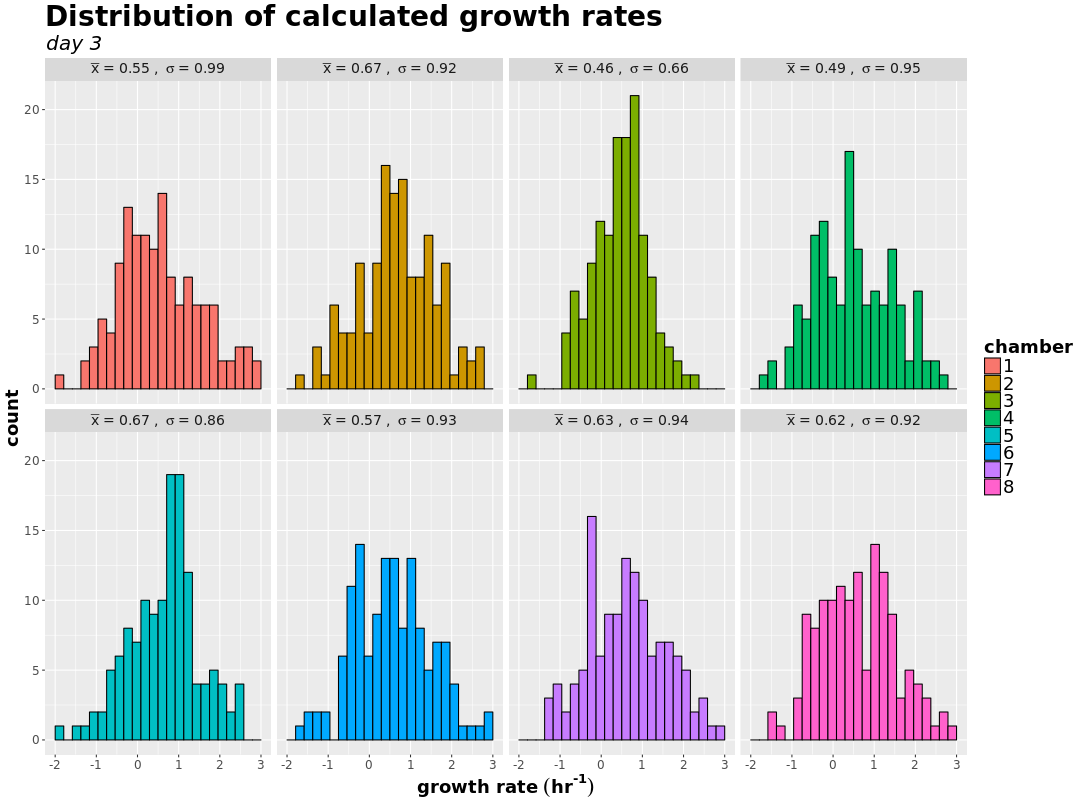 Distribution of calculated growth rates
day 3
x̅ = 0.55 , σ = 0.99
x̅ = 0.67 , σ = 0.92
x̅ = 0.46 , σ = 0.66
x̅ = 0.49 , σ = 0.95
20
15
10
5
0
x̅ = 0.67 , σ = 0.86
x̅ = 0.57 , σ = 0.93
x̅ = 0.63 , σ = 0.94
x̅ = 0.62 , σ = 0.92
20
15
10
5
0
-2 -1 0 1 2 3
-2 -1 0 1 2 3
-2 -1 0 1 2 3
-2 -1 0 1 2 3
growth rate (hr⁻¹)
count
chamber
1
2
3
4
5
6
7
8